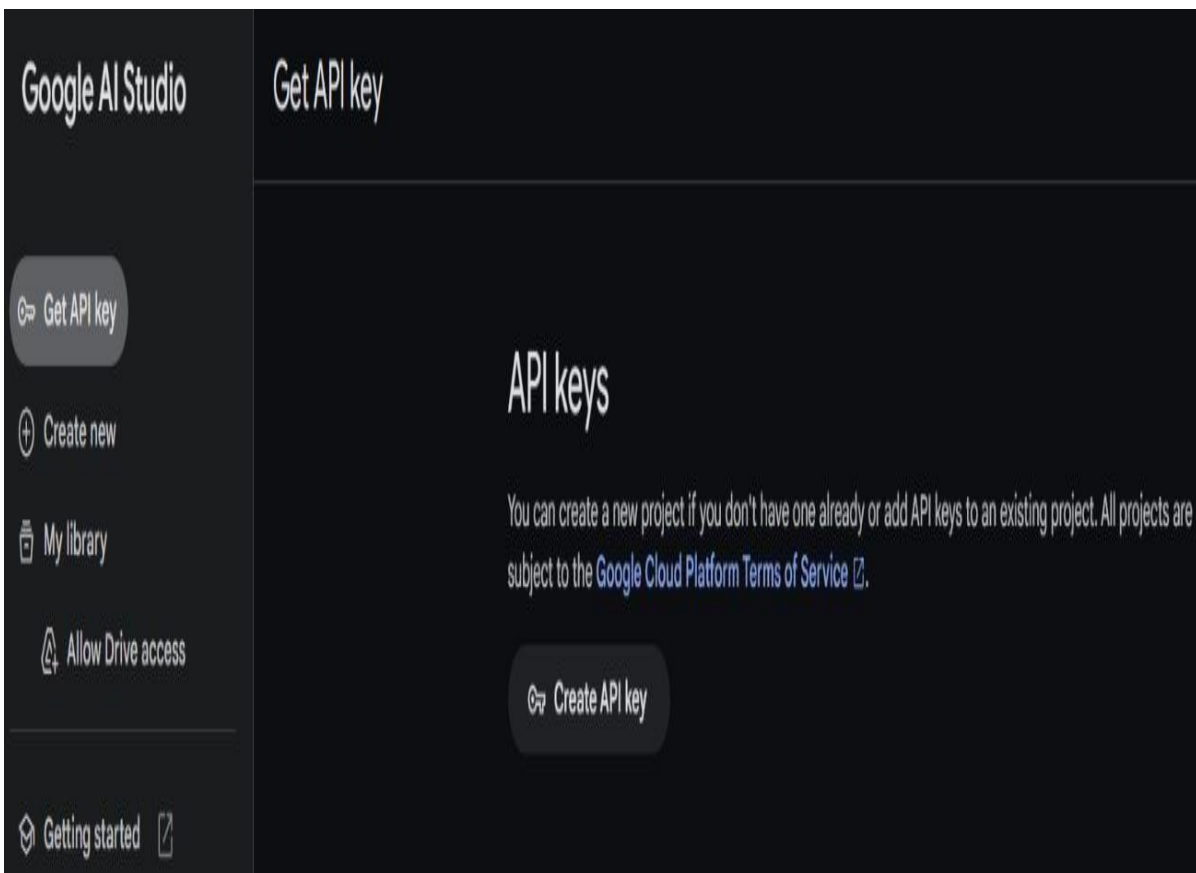 Google AI Studio
Get API key
Get API key
Create new
My library
Allow Drive access
Getting started
API keys
You can create a new project if you don't have one already or add API keys to an existing project. All projects are
subject to the Google Cloud Platform Terms of Service.
Create API key